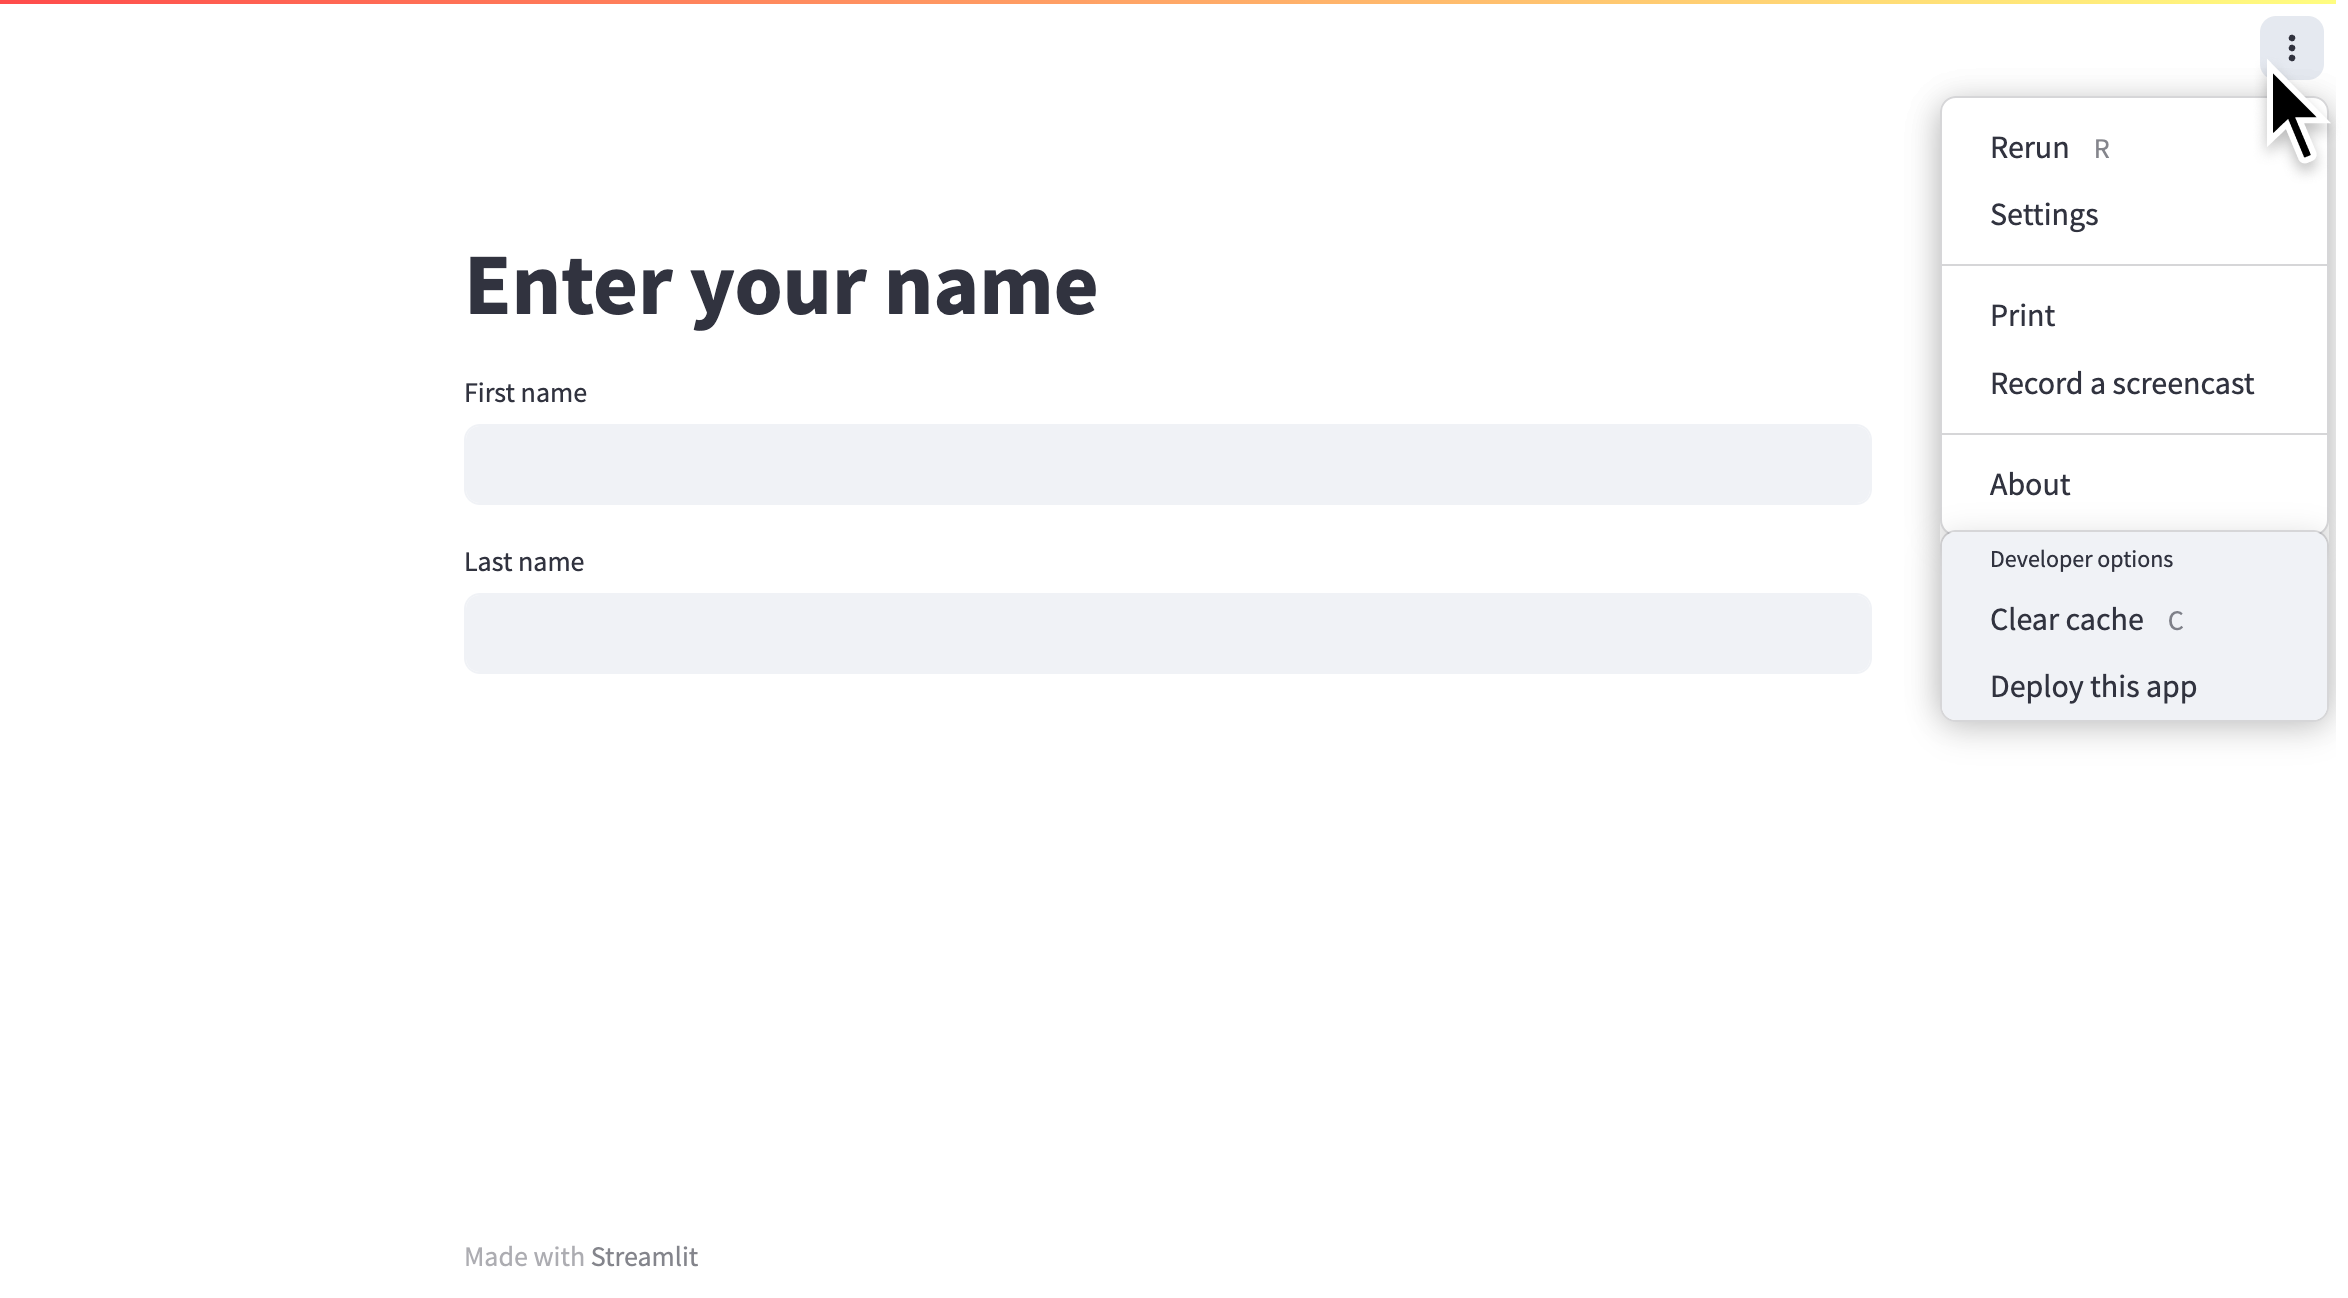 Enter your name
First name
Last name
Made with Streamlit
Rerun R
Settings
Print
Record a screencast
About
Developer options
Clear cache C
Deploy this app